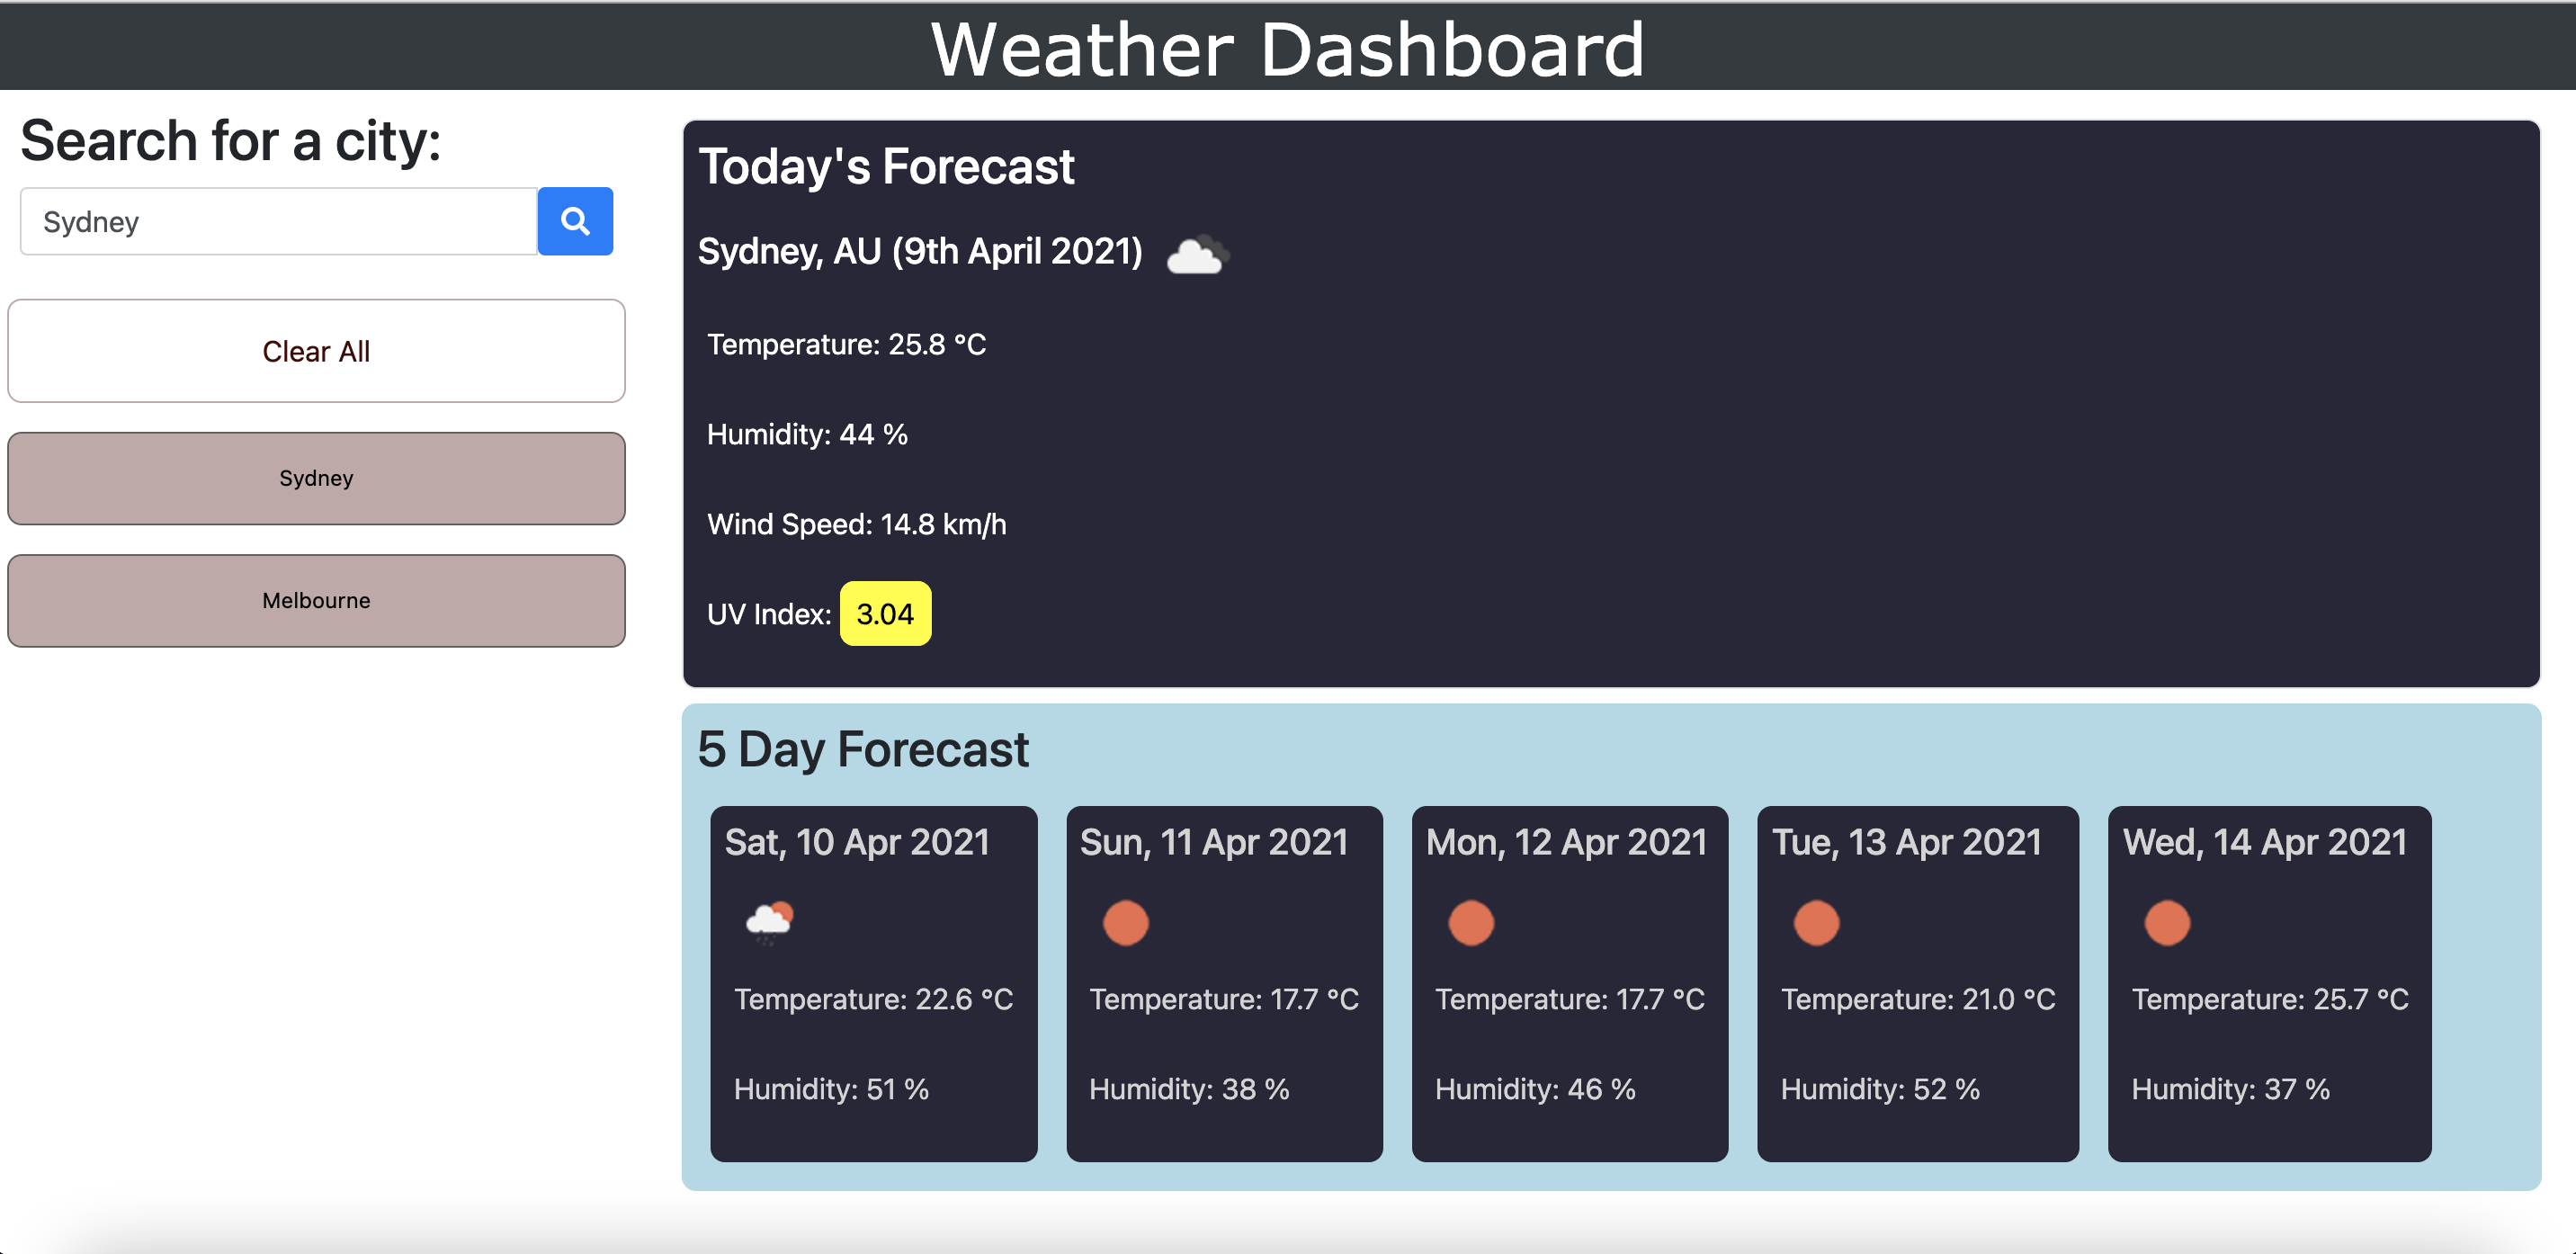 Weather Dashboard
Search for a city:
Sydney
Clear All
Sydney
Melbourne
Today's Forecast
Sydney, AU (9th April 2021)
Temperature: 25.8 °C
Humidity: 44 %
Wind Speed: 14.8 km/h
UV Index: 3.04
5 Day Forecast
Sat, 10 Apr 2021
Temperature: 22.6 °C
Humidity: 51 %
Sun, 11 Apr 2021
Temperature: 17.7 °C
Humidity: 38 %
Mon, 12 Apr 2021
Temperature: 17.7 °C
Humidity: 46 %
Tue, 13 Apr 2021
Temperature: 21.0 °C
Humidity: 52 %
Wed, 14 Apr 2021
Temperature: 25.7 °C
Humidity: 37 %